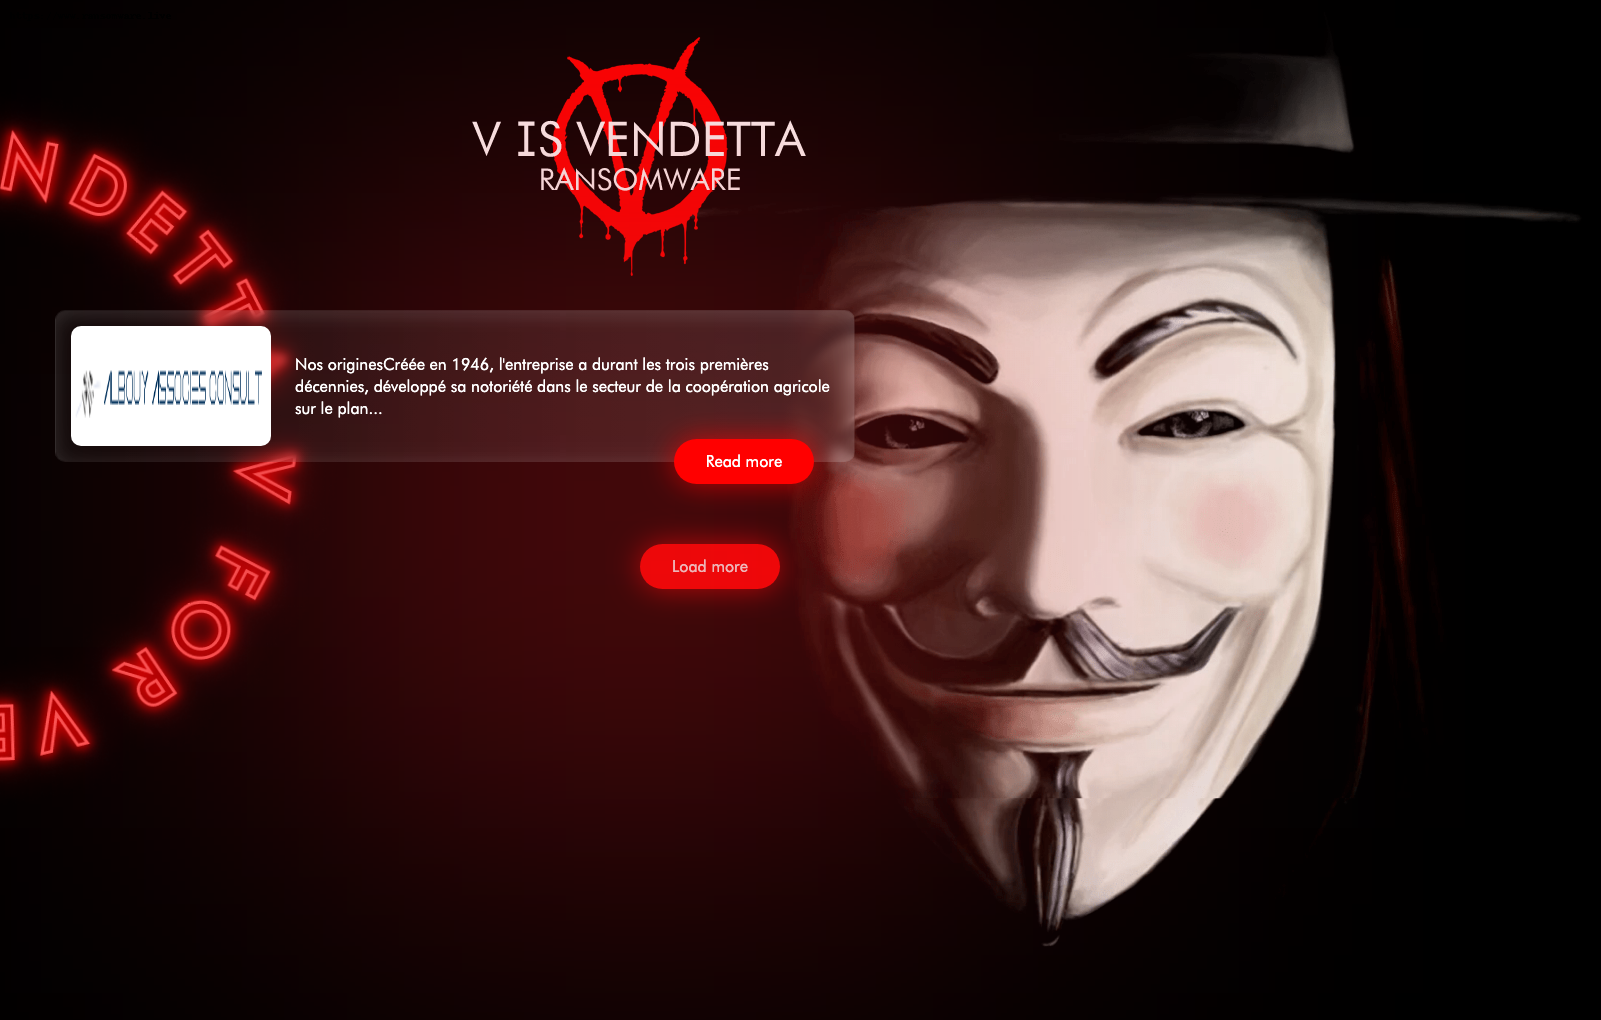 V IS VENDETTA
RANSOMWARE
NDETTA V FOR VE
ALBOUY ASSOCIES CONSULT
Nos originesCréée en 1946, l'entreprise a durant les trois premières
décennies, développé sa notoriété dans le secteur de la coopération agricole
sur le plan...
Read more
Load more